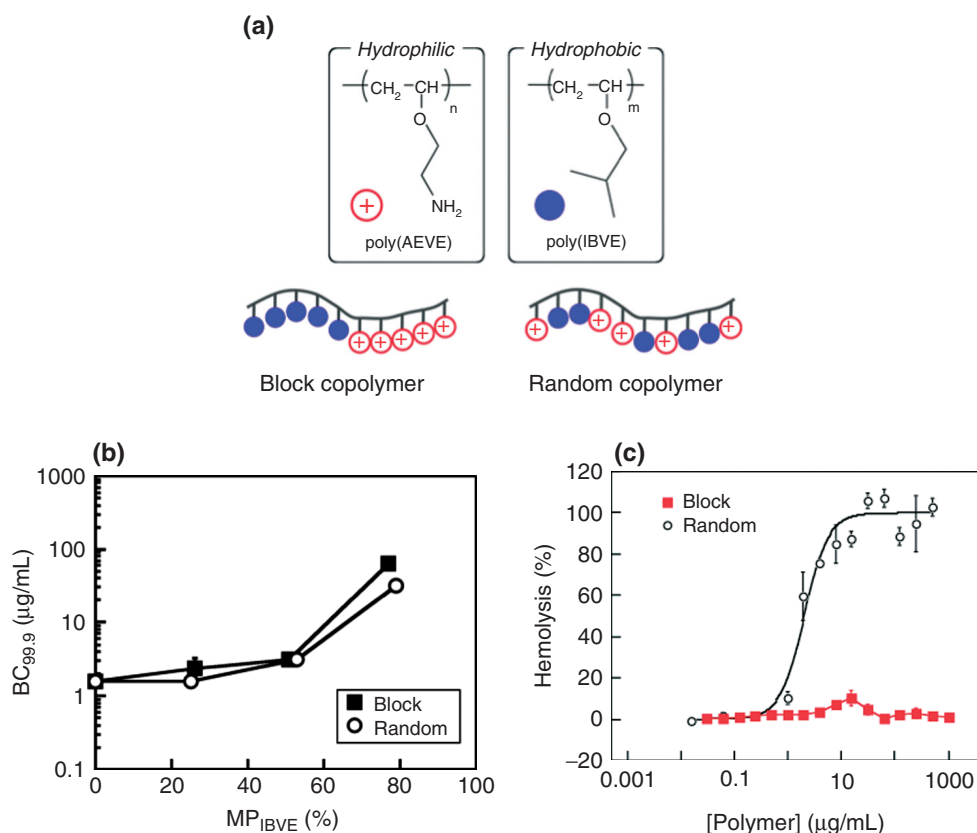 (a)
Hydrophilic
Hydrophobic
CH₂ CH
n
O
NH₂
+
poly(AEVE)
CH₂ CH
m
O
poly(IBVE)
+ + + + +
Block copolymer
+ + + + +
Random copolymer
(b)
1000
100
10
1
0.1
BC₉₉.₉ (μg/mL)
0 20 40 60 80 100
MP_IBVE (%)
Block
Random
(c)
120
100
80
60
40
20
0
−20
Hemolysis (%)
Block
Random
0.001 0.1 10 1000
[Polymer] (μg/mL)